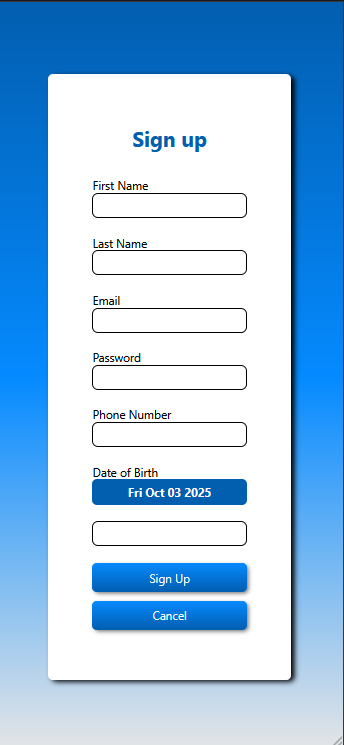 Sign up
First Name
Last Name
Email
Password
Phone Number
Date of Birth
Fri Oct 03 2025
Sign Up
Cancel